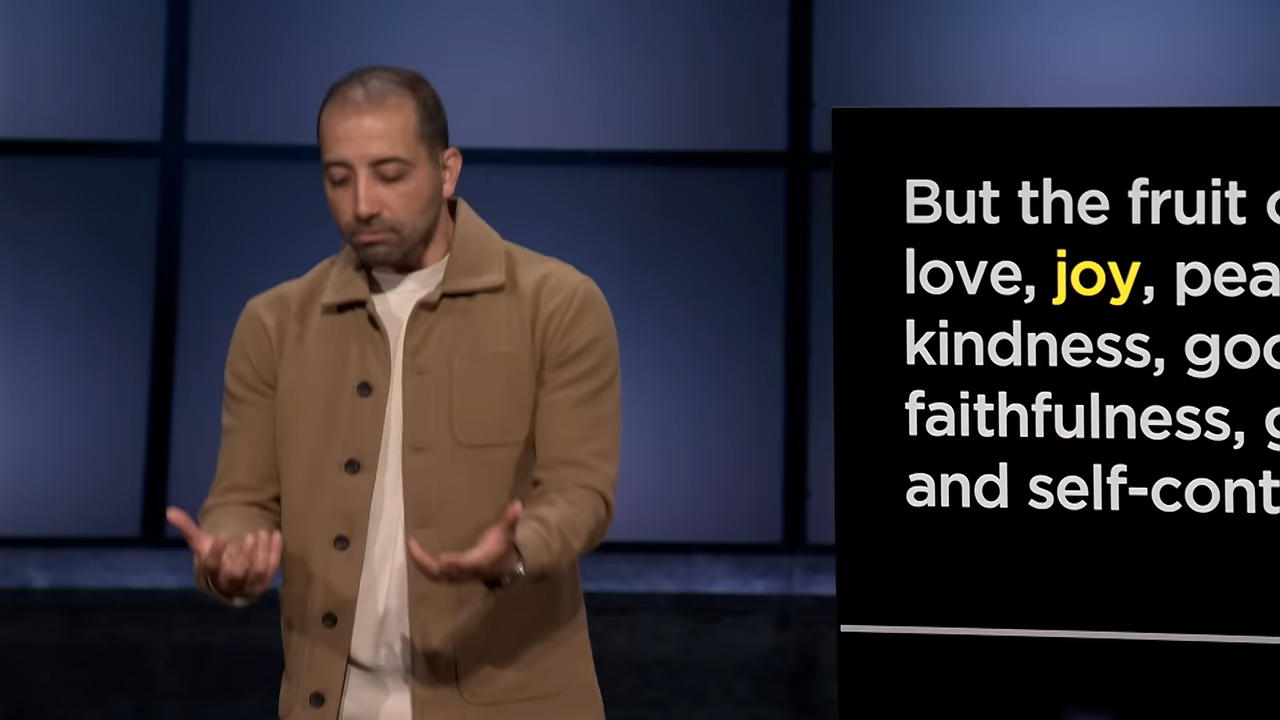 But the fruit
love, joy, pea
kindness, goo
faithfulness, g
and self-cont